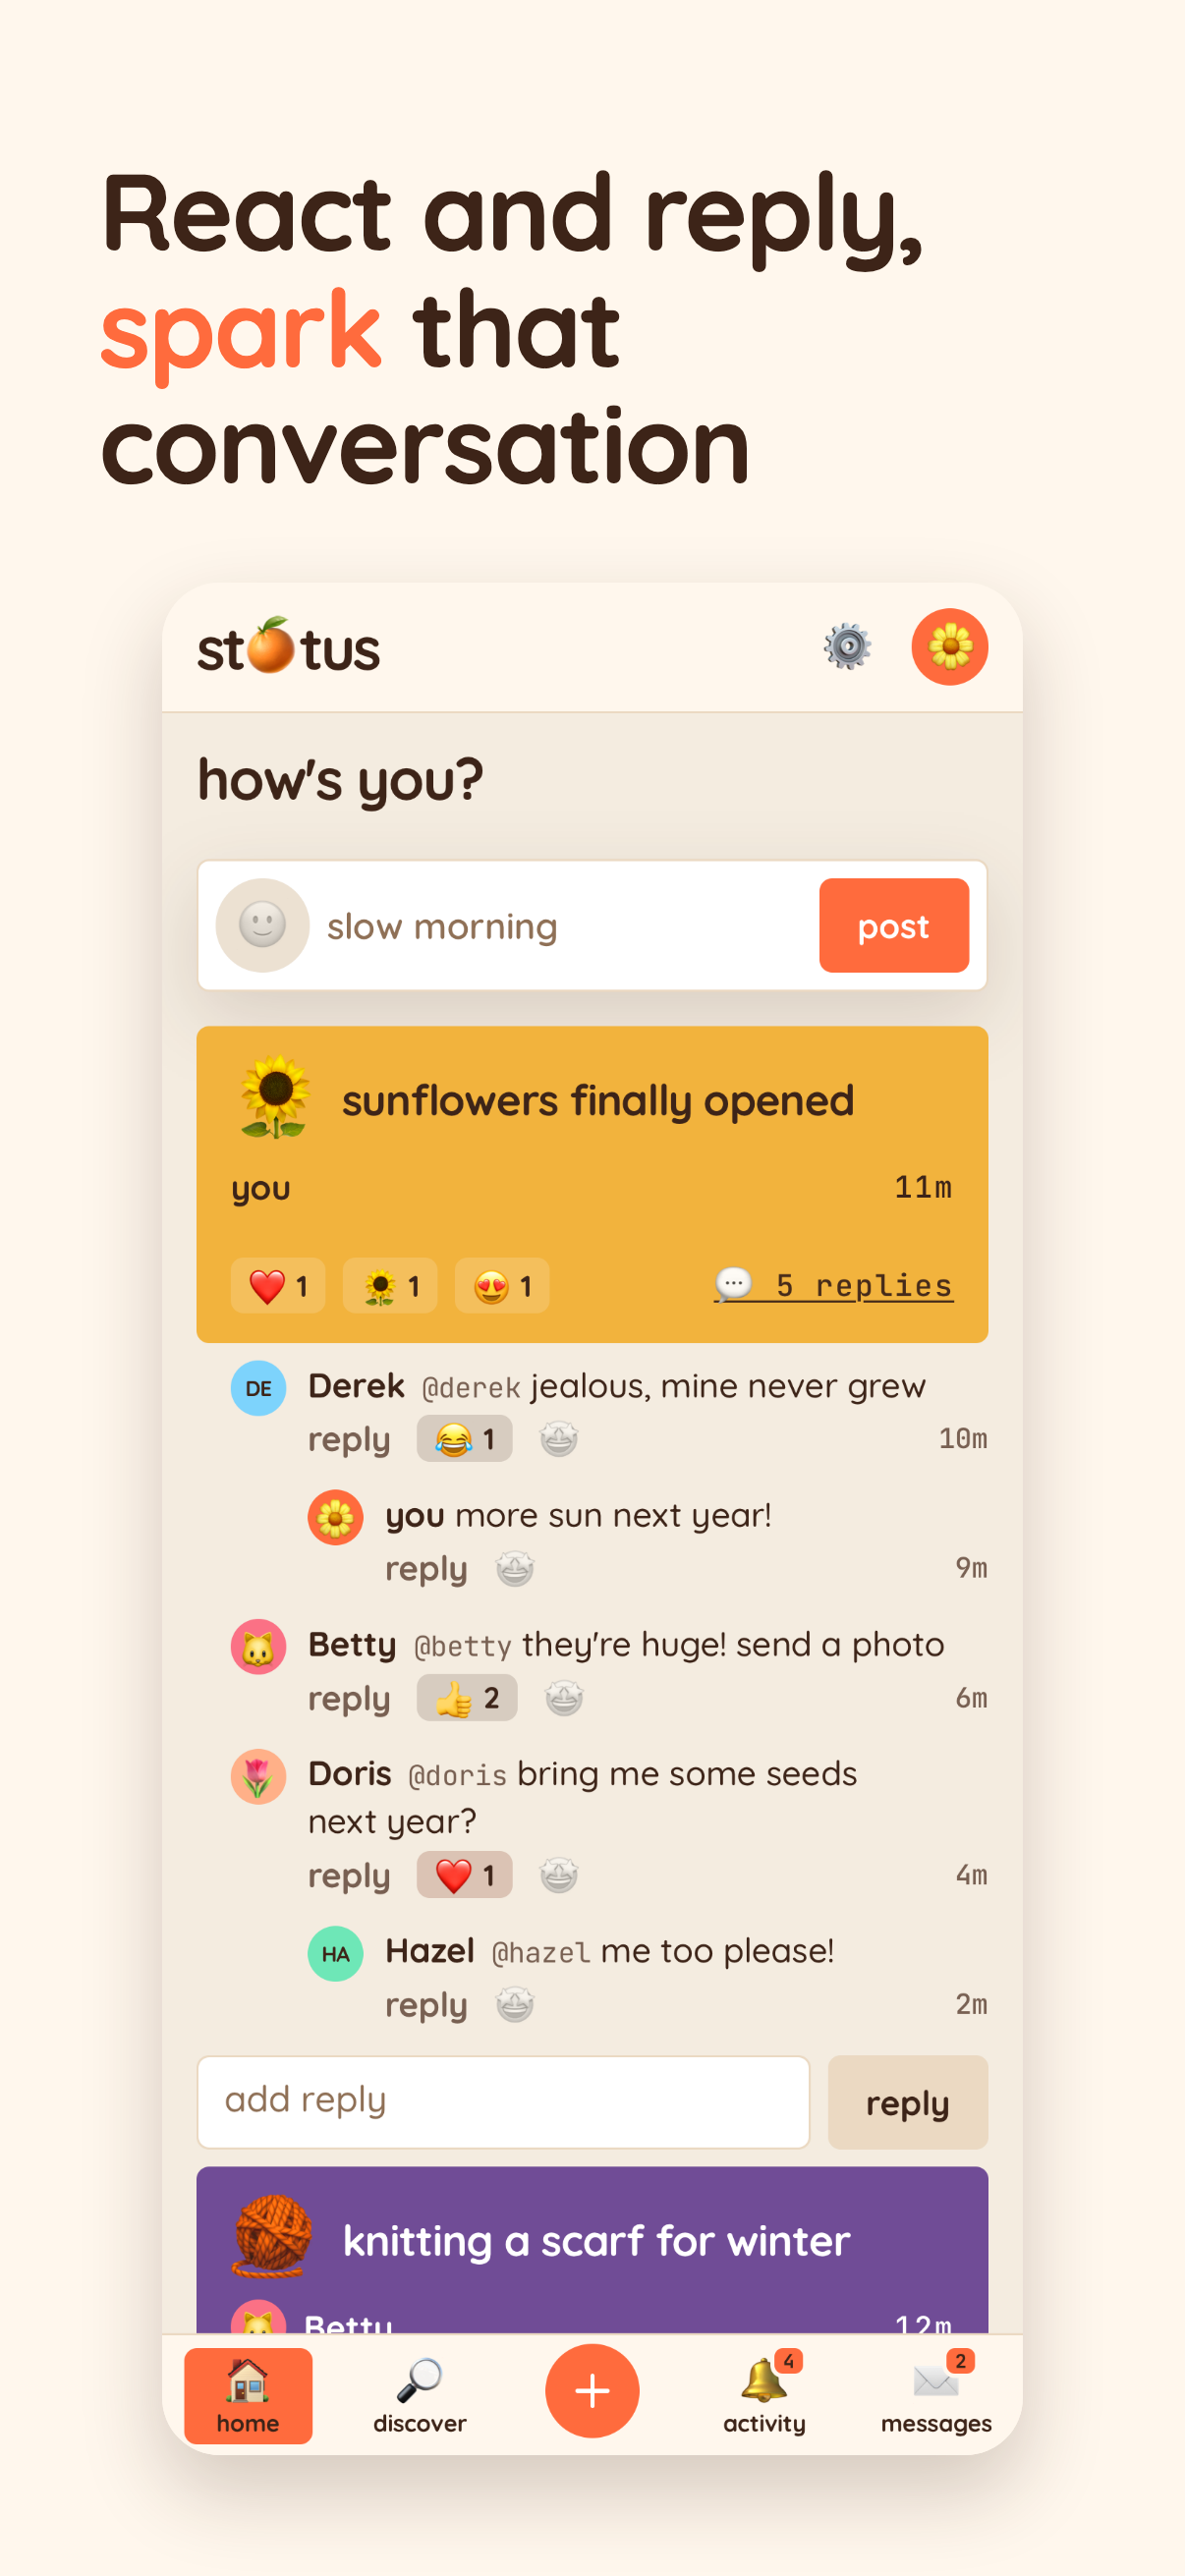 React and reply,
spark that
conversation
st🍊tus
how's you?
slow morning
post
sunflowers finally opened
you
11m
1
1
1
5 replies
DE
Derek @derek jealous, mine never grew
reply
1
10m
you more sun next year!
reply
9m
Betty @betty they're huge! send a photo
reply
2
6m
Doris @doris bring me some seeds
next year?
reply
1
4m
HA
Hazel @hazel me too please!
reply
2m
add reply
reply
knitting a scarf for winter
Betty
12m
home
discover
+
4
activity
2
messages